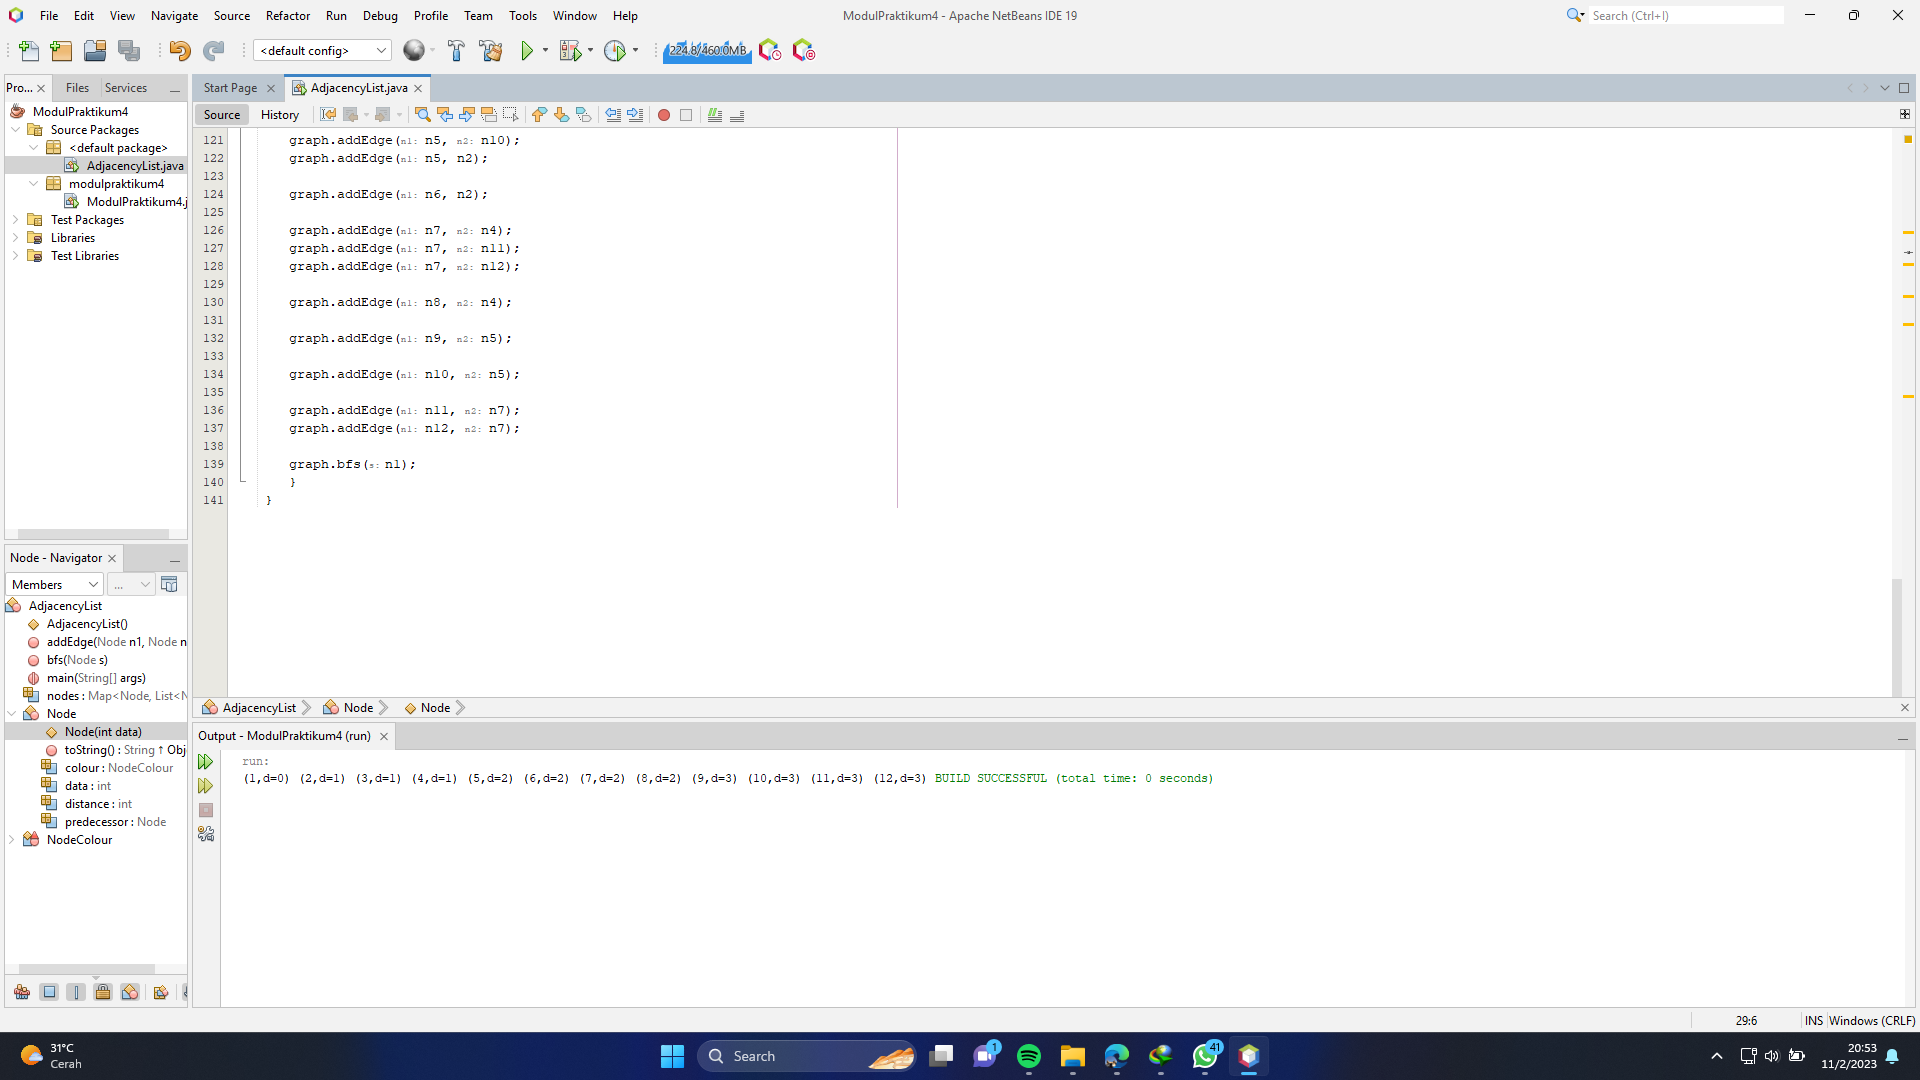 File Edit View Navigate Source Refactor Run Debug Profile Team Tools Window Help
ModulPraktikum4 - Apache NetBeans IDE 19
Search (Ctrl+I)
<default config>
224.8/460.0MB
Pro... Files Services
Start Page AdjacencyList.java
Source History
ModulPraktikum4
Source Packages
<default package>
AdjacencyList.java
modulpraktikum4
ModulPraktikum4.j
Test Packages
Libraries
Test Libraries
121 graph.addEdge(n1: n5, n2: n10);
122 graph.addEdge(n1: n5, n2);
123
124 graph.addEdge(n1: n6, n2);
125
126 graph.addEdge(n1: n7, n2: n4);
127 graph.addEdge(n1: n7, n2: n11);
128 graph.addEdge(n1: n7, n2: n12);
129
130 graph.addEdge(n1: n8, n2: n4);
131
132 graph.addEdge(n1: n9, n2: n5);
133
134 graph.addEdge(n1: n10, n2: n5);
135
136 graph.addEdge(n1: n11, n2: n7);
137 graph.addEdge(n1: n12, n2: n7);
138
139 graph.bfs(s: n1);
140 }
141 }
Node - Navigator
Members ...
AdjacencyList
AdjacencyList()
addEdge(Node n1, Node n
bfs(Node s)
main(String[] args)
nodes : Map<Node, List<N
Node
Node(int data)
toString() : String ↑ Obj
colour : NodeColour
data : int
distance : int
predecessor : Node
NodeColour
AdjacencyList Node Node
Output - ModulPraktikum4 (run)
run:
(1,d=0) (2,d=1) (3,d=1) (4,d=1) (5,d=2) (6,d=2) (7,d=2) (8,d=2) (9,d=3) (10,d=3) (11,d=3) (12,d=3) BUILD SUCCESSFUL (total time: 0 seconds)
29:6 INS Windows (CRLF)
31°C
Cerah
Search
1
41
20:53
11/2/2023